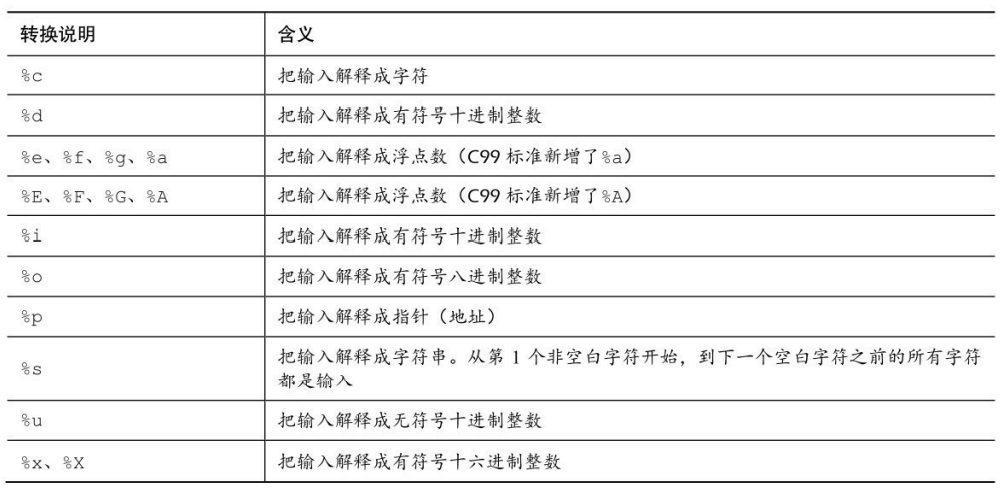 转换说明 含义
%c 把输入解释成字符
%d 把输入解释成有符号十进制整数
%e、%f、%g、%a 把输入解释成浮点数（C99 标准新增了%a）
%E、%F、%G、%A 把输入解释成浮点数（C99 标准新增了%A）
%i 把输入解释成有符号十进制整数
%o 把输入解释成有符号八进制整数
%p 把输入解释成指针（地址）
%s 把输入解释成字符串。从第 1 个非空白字符开始，到下一个空白字符之前的所有字符
都是输入
%u 把输入解释成无符号十进制整数
%x、%X 把输入解释成有符号十六进制整数